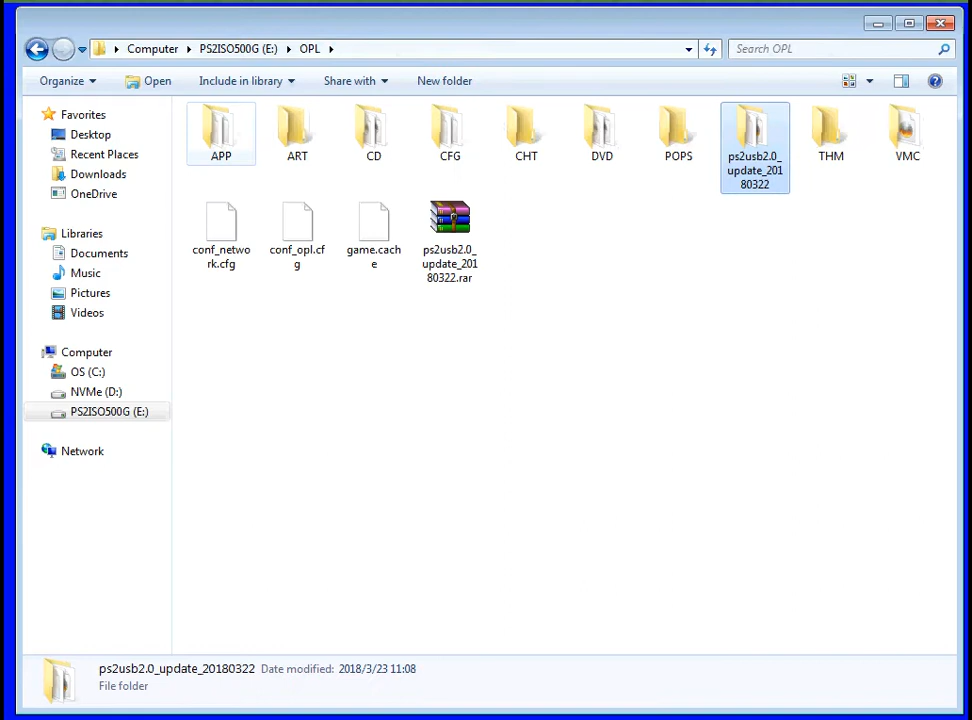 Computer PS2ISO500G (E:) OPL Search OPL
Organize Open Include in library Share with New folder
Favorites
Desktop
Recent Places
Downloads
OneDrive
Libraries
Documents
Music
Pictures
Videos
Computer
OS (C:)
NVMe (D:)
PS2ISO500G (E:)
Network
APP ART CD CFG CHT DVD POPS ps2usb2.0_ THM VMC
update_201
80322
conf_netwo conf_opl.cf game.cach ps2usb2.0_
rk.cfg g e update_201
80322.rar
ps2usb2.0_update_20180322 Date modified: 2018/3/23 11:08
File folder